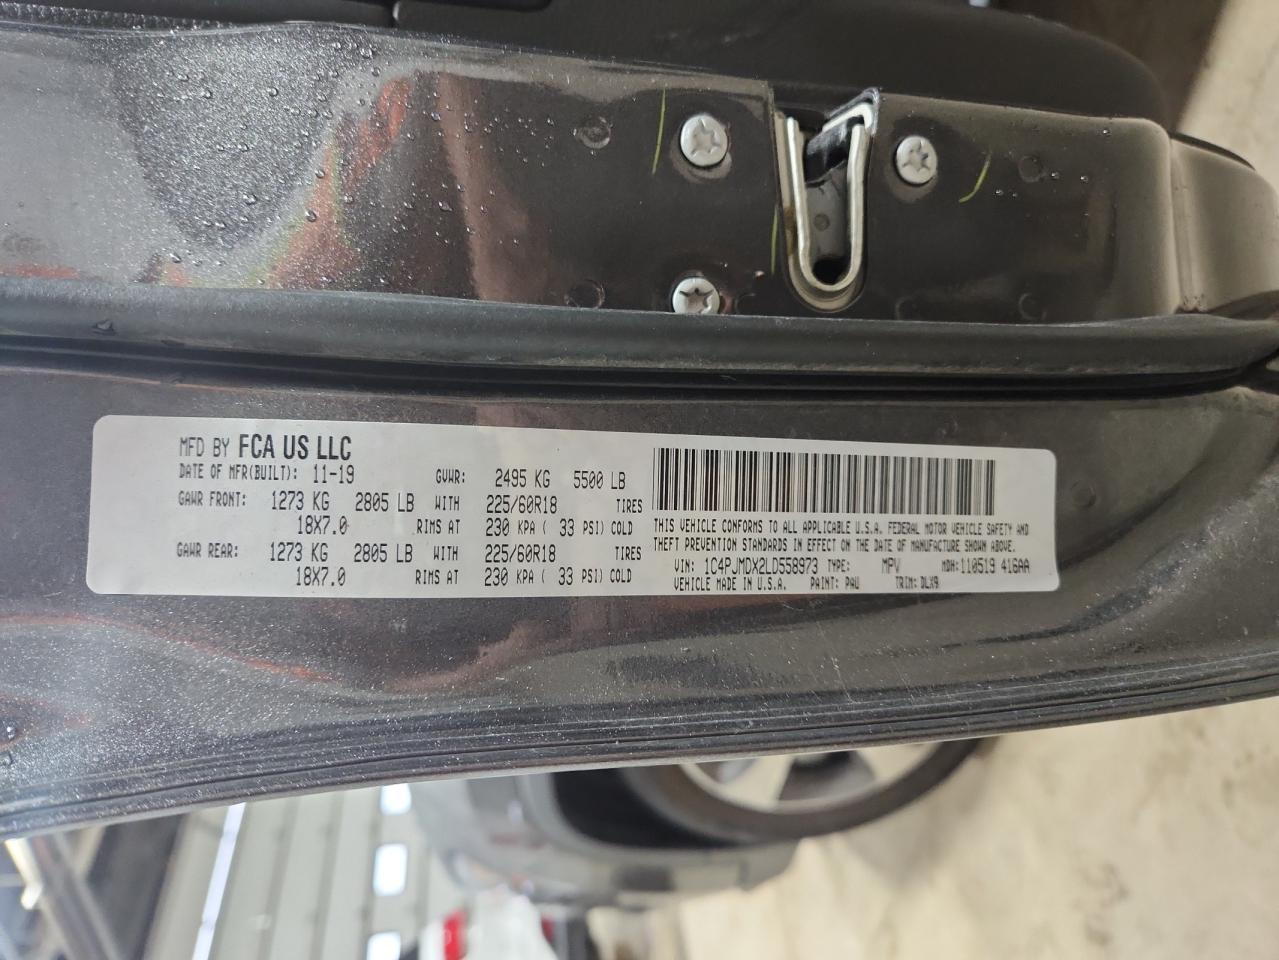 MFD BY FCA US LLC
DATE OF MFR(BUILT): 11-19 GVWR: 2495 KG 5500 LB
GAWR FRONT: 1273 KG 2805 LB WITH 225/60R18 TIRES
18X7.0 RIMS AT 230 KPA ( 33 PSI) COLD
GAWR REAR: 1273 KG 2805 LB WITH 225/60R18 TIRES
18X7.0 RIMS AT 230 KPA ( 33 PSI) COLD
THIS VEHICLE CONFORMS TO ALL APPLICABLE U.S.A. FEDERAL MOTOR VEHICLE SAFETY AND
THEFT PREVENTION STANDARDS IN EFFECT ON THE DATE OF MANUFACTURE SHOWN ABOVE.
VIN: 1C4PJMDX2LD558973 TYPE: MPV MDH: 110519 416AA
VEHICLE MADE IN U.S.A. PAINT: PAU TRIM: DLX9